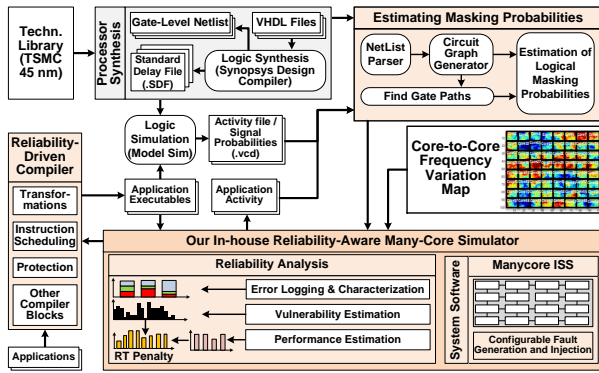 Techn.
Library
(TSMC
45 nm)
Processor
Synthesis
Gate-Level Netlist
VHDL Files
Standard
Delay File
(.SDF)
Logic Synthesis
(Synopsys Design
Compiler)
Estimating Masking Probabilities
NetList
Parser
Circuit
Graph
Generator
Estimation of
Logical
Masking
Probabilities
Find Gate Paths
Logic
Simulation
(Model Sim)
Activity file /
Signal
Probabilities
(.vcd)
Core-to-Core
Frequency
Variation
Map
Reliability-
Driven
Compiler
Transfor-
mations
Instruction
Scheduling
Protection
Other
Compiler
Blocks
Applications
Application
Executables
Application
Activity
Our In-house Reliability-Aware Many-Core Simulator
Reliability Analysis
Error Logging & Characterization
Vulnerability Estimation
Performance Estimation
RT Penalty
System Software
Manycore ISS
Configurable Fault
Generation and Injection